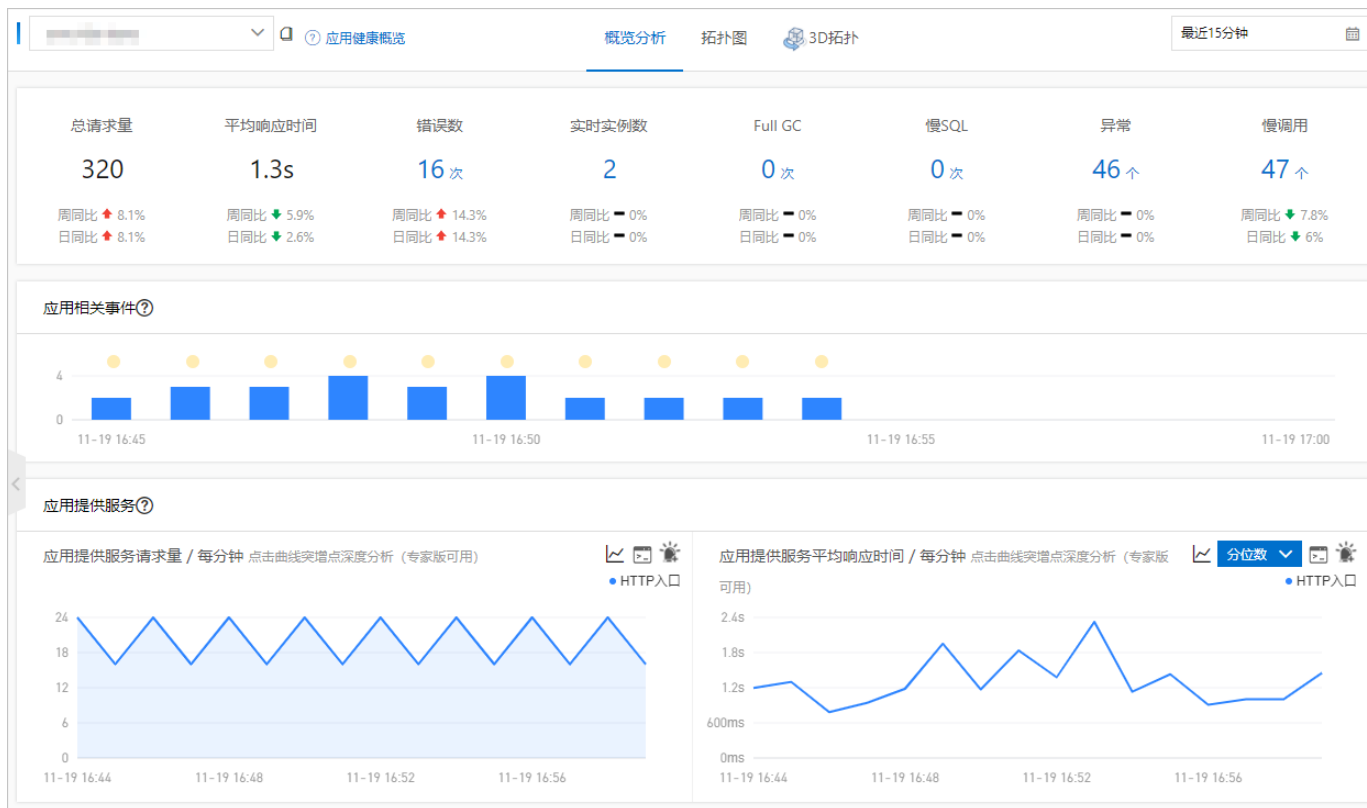 应用健康概览
概览分析 拓扑图 3D拓扑
最近15分钟
总请求量 平均响应时间 错误数 实时实例数 Full GC 慢SQL 异常 慢调用
320 1.3s 16 次 2 0 次 0 次 46 个 47 个
周同比 8.1% 周同比 5.9% 周同比 14.3% 周同比 0% 周同比 0% 周同比 0% 周同比 0% 周同比 7.8%
日同比 8.1% 日同比 2.6% 日同比 14.3% 日同比 0% 日同比 0% 日同比 0% 日同比 0% 日同比 6%
应用相关事件
4
0
11-19 16:45 11-19 16:50 11-19 16:55 11-19 17:00
应用提供服务
应用提供服务请求量 / 每分钟 点击曲线突增点深度分析（专家版可用）
HTTP入口
24
18
12
6
0
11-19 16:44 11-19 16:48 11-19 16:52 11-19 16:56
应用提供服务平均响应时间 / 每分钟 点击曲线突增点深度分析（专家版
可用）
分位数
HTTP入口
2.4s
1.8s
1.2s
600ms
0ms
11-19 16:44 11-19 16:48 11-19 16:52 11-19 16:56